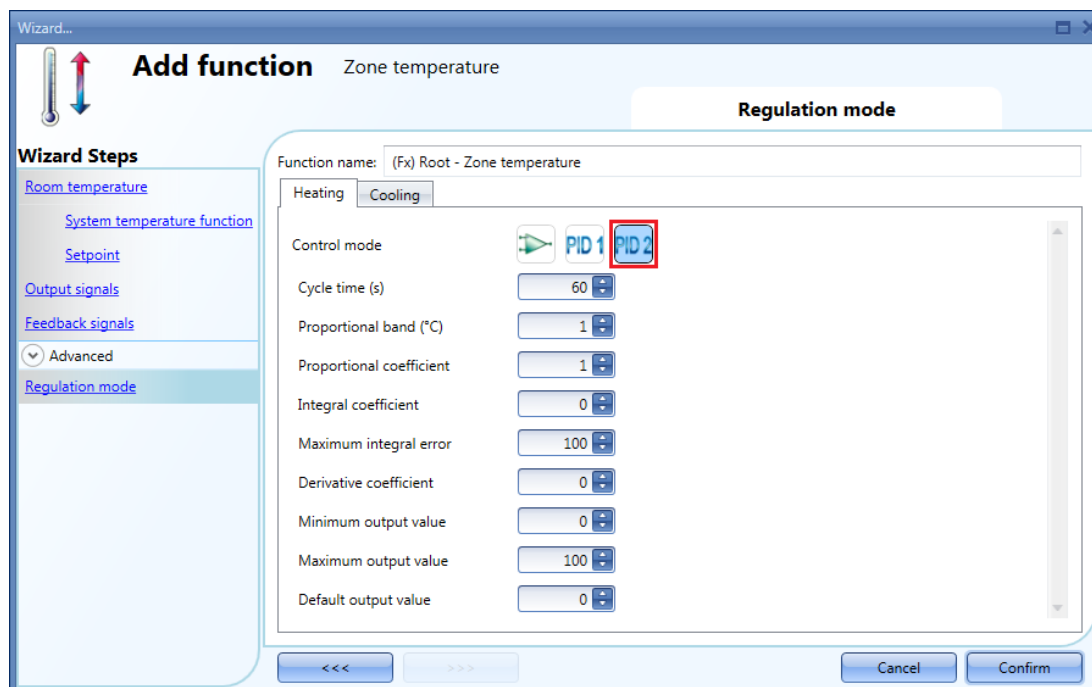 Wizard...
Add function Zone temperature
Regulation mode
Wizard Steps
Room temperature
System temperature function
Setpoint
Output signals
Feedback signals
Advanced
Regulation mode
Function name: (Fx) Root - Zone temperature
Heating Cooling
Control mode PID 1 PID 2
Cycle time (s) 60
Proportional band (°C) 1
Proportional coefficient 1
Integral coefficient 0
Maximum integral error 100
Derivative coefficient 0
Minimum output value 0
Maximum output value 100
Default output value 0
<<< >>> Cancel Confirm